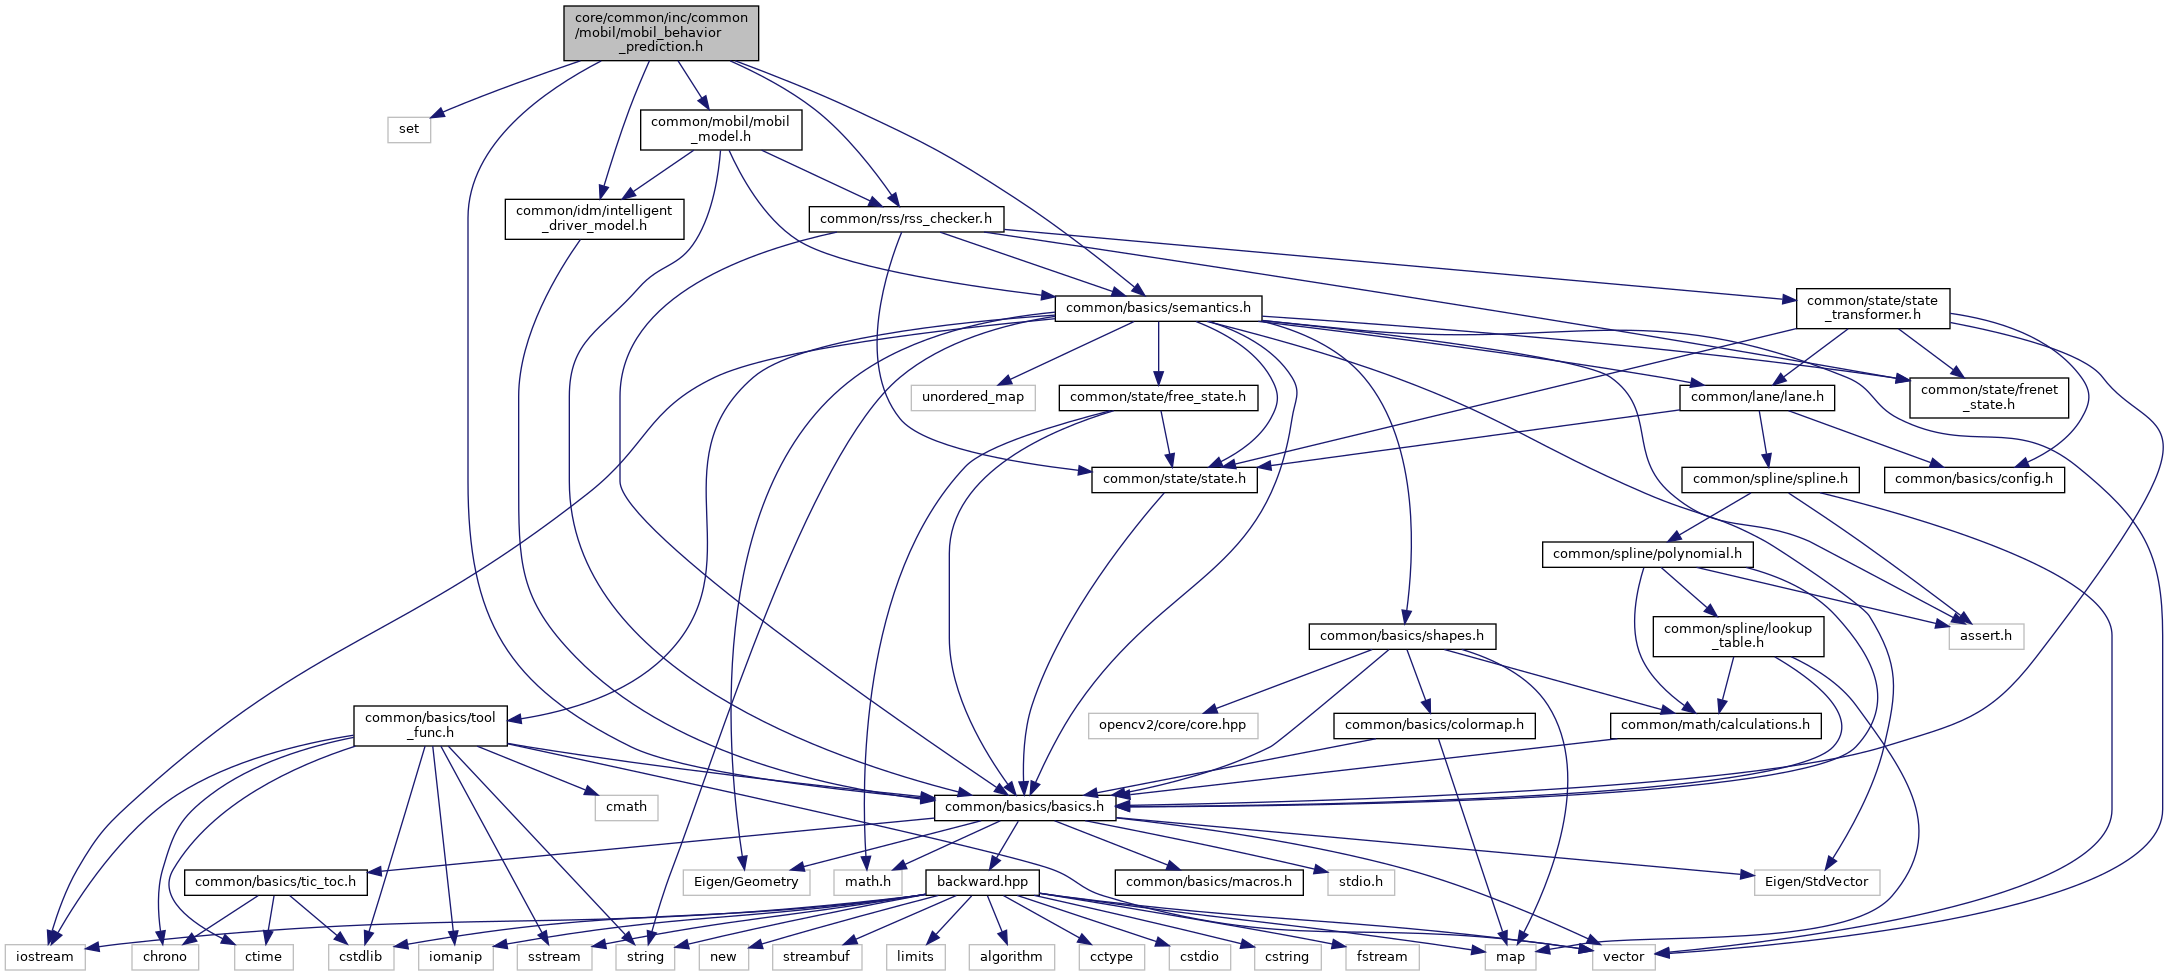 core/common/inc/common
/mobil/mobil_behavior
_prediction.h
set
common/mobil/mobil
_model.h
common/idm/intelligent
_driver_model.h
common/rss/rss_checker.h
common/basics/semantics.h
common/state/state
_transformer.h
unordered_map
common/state/free_state.h
common/lane/lane.h
common/state/frenet
_state.h
common/state/state.h
common/spline/spline.h
common/basics/config.h
common/spline/polynomial.h
common/basics/shapes.h
common/spline/lookup
_table.h
assert.h
common/basics/tool
_func.h
opencv2/core/core.hpp
common/basics/colormap.h
common/math/calculations.h
cmath
common/basics/basics.h
common/basics/tic_toc.h
Eigen/Geometry
math.h
backward.hpp
common/basics/macros.h
stdio.h
Eigen/StdVector
iostream
chrono
ctime
cstdlib
iomanip
sstream
string
new
streambuf
limits
algorithm
cctype
cstdio
cstring
fstream
map
vector